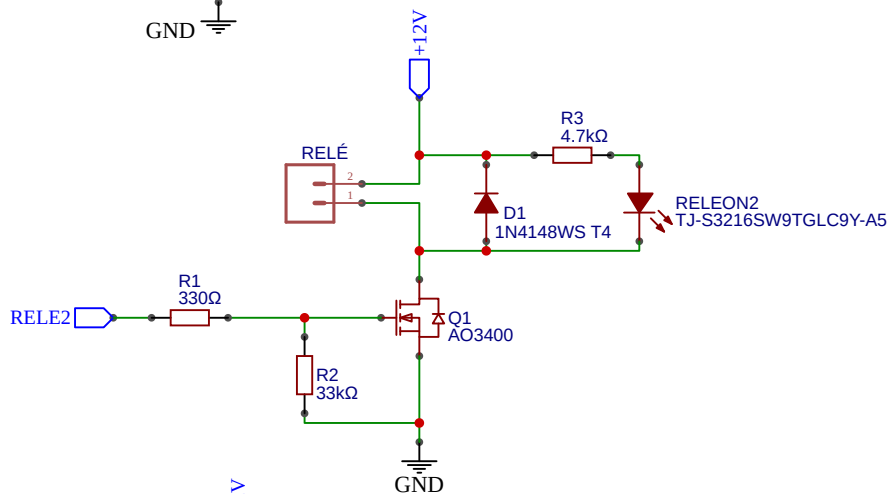 GND
+12V
R3
4.7kΩ
RELÉ
2
1
RELEON2
TJ-S3216SW9TGLC9Y-A5
D1
1N4148WS T4
R1
330Ω
RELE2
Q1
AO3400
R2
33kΩ
V
GND